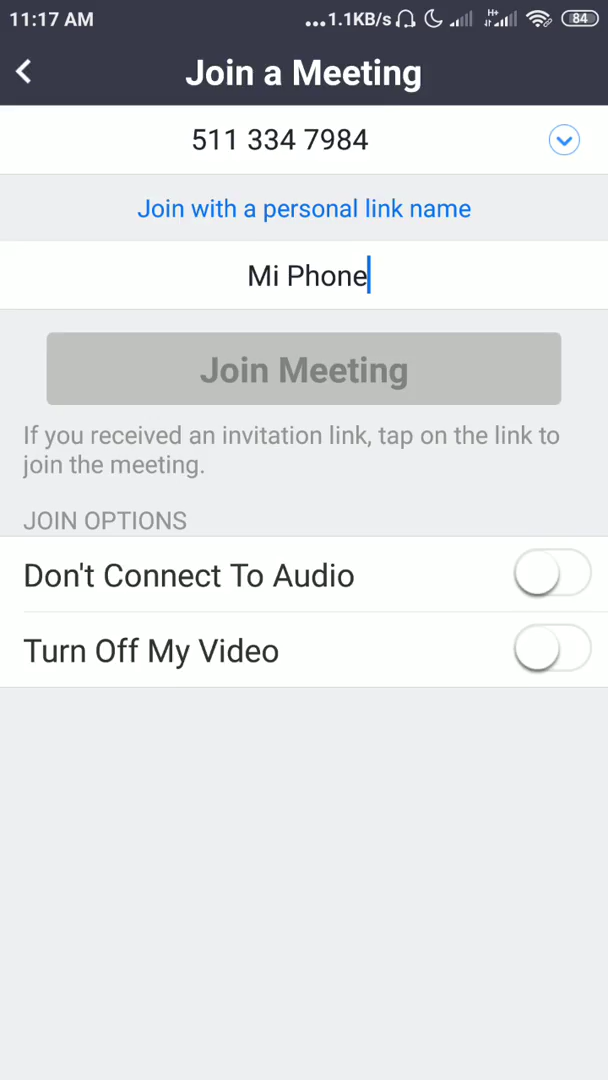 11:17 AM ...1.1KB/s H+ 84
Join a Meeting
511 334 7984
Join with a personal link name
Mi Phone
Join Meeting
If you received an invitation link, tap on the link to
join the meeting.
JOIN OPTIONS
Don't Connect To Audio
Turn Off My Video